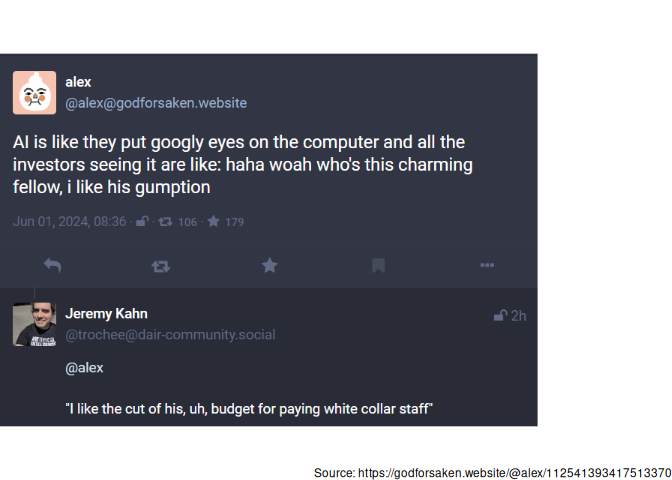 alex
@alex@godforsaken.website
AI is like they put googly eyes on the computer and all the
investors seeing it are like: haha woah who's this charming
fellow, i like his gumption
Jun 01, 2024, 08:36 · · 106 · 179
Jeremy Kahn
2h
@trochee@dair-community.social
@alex
"I like the cut of his, uh, budget for paying white collar staff"
Source: https://godforsaken.website/@alex/112541393417513370